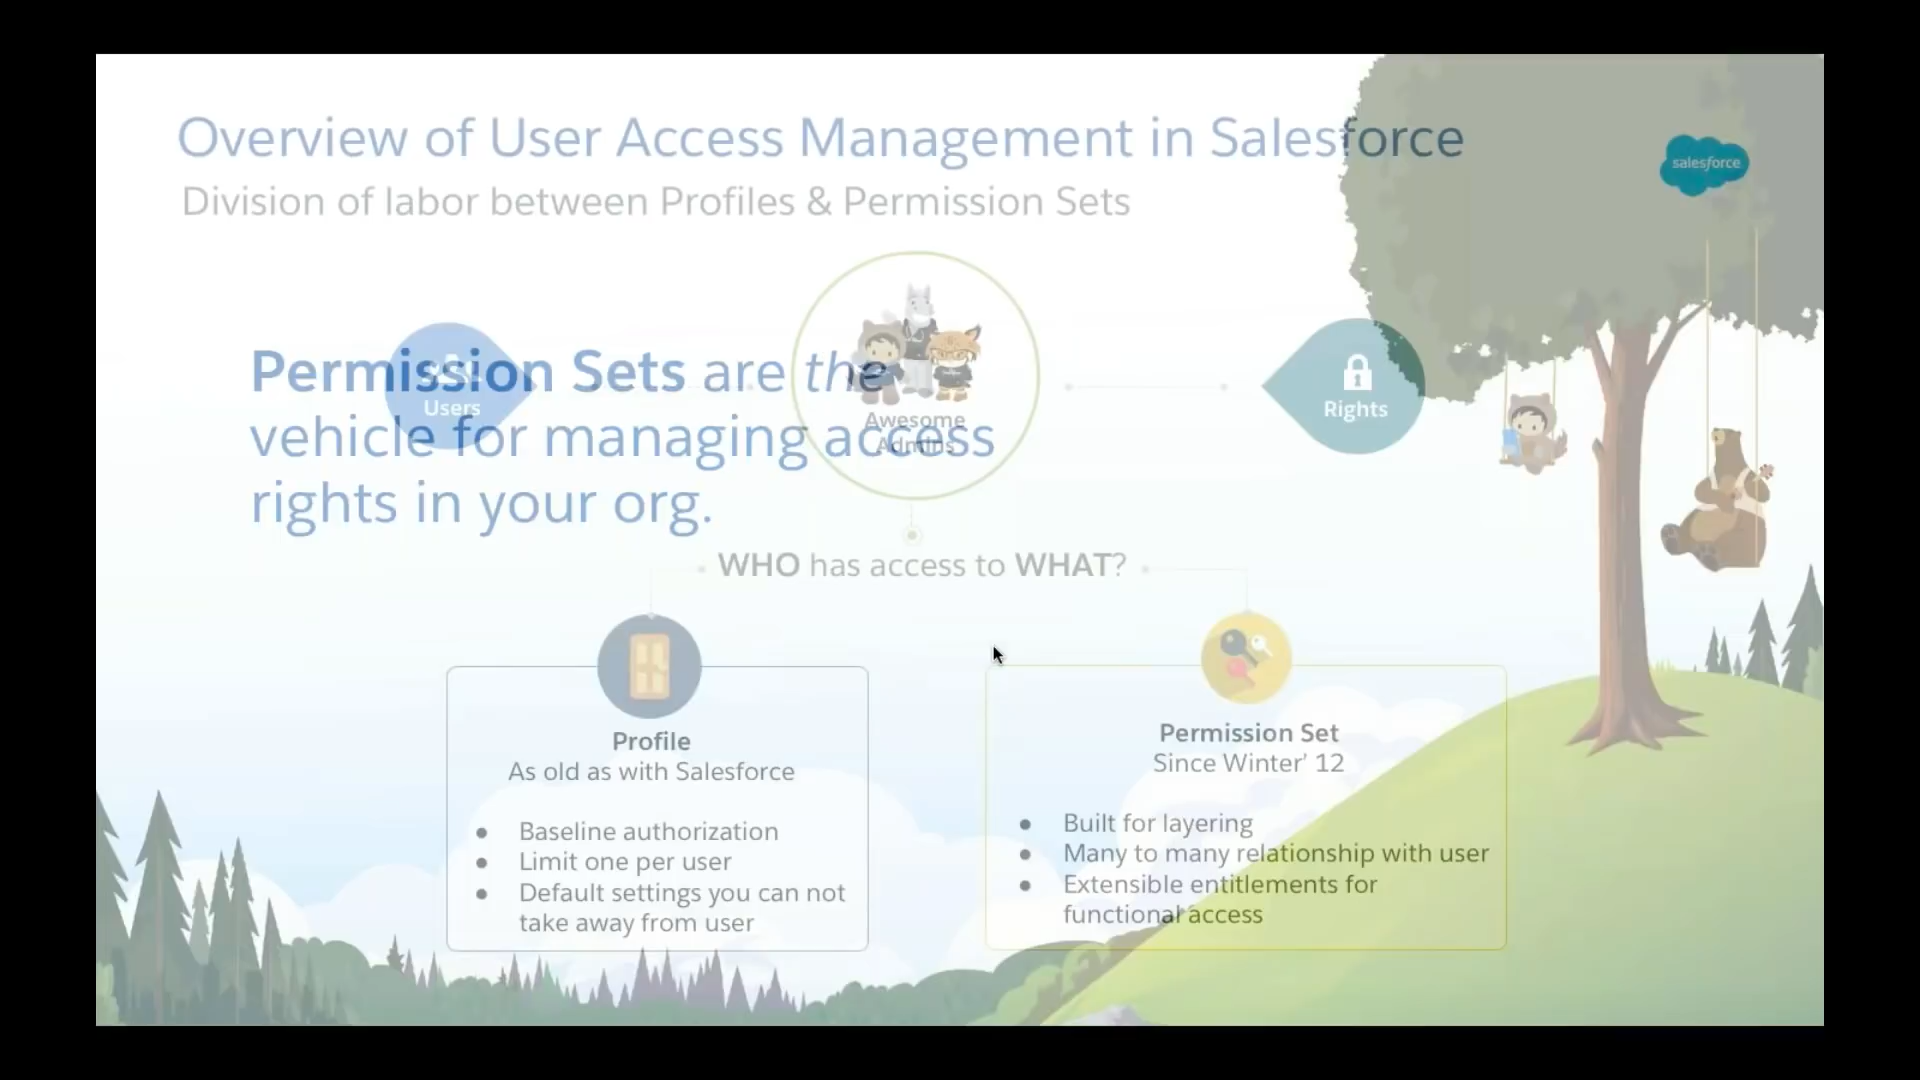 Overview of User Access Management in Salesforce
salesforce
Division of labor between Profiles & Permission Sets
Permission Sets are the
vehicle for managing access
rights in your org.
Users
Awesome
Admins
Rights
WHO has access to WHAT?
Profile
As old as with Salesforce
● Baseline authorization
● Limit one per user
● Default settings you can not
take away from user
Permission Set
Since Winter' 12
● Built for layering
● Many to many relationship with user
● Extensible entitlements for
functional access